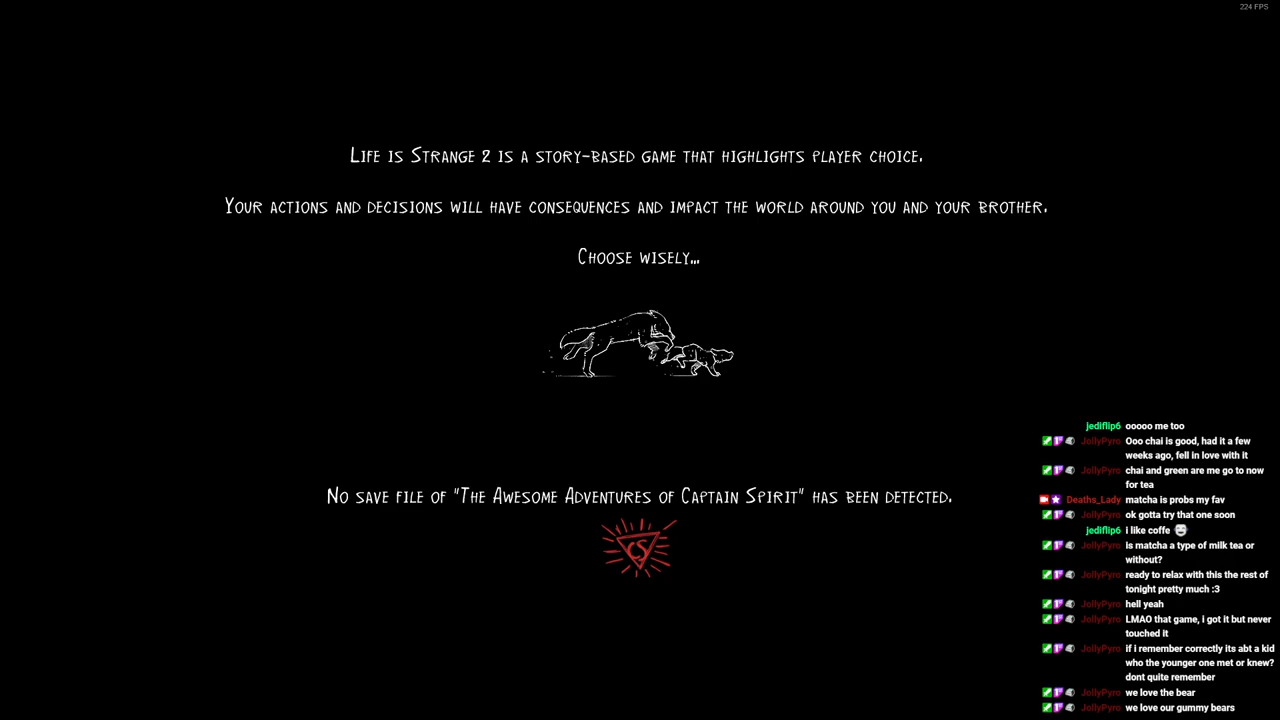 224 FPS
Life is Strange 2 is a story-based game that highlights player choice.
Your actions and decisions will have consequences and impact the world around you and your brother.
Choose wisely...
No save file of "The Awesome Adventures of Captain Spirit" has been detected.
CS
jediflip6 ooooo me too
JollyPyro Ooo chai is good, had it a few
weeks ago, fell in love with it
JollyPyro chai and green are me go to now
for tea
Deaths_Lady matcha is probs my fav
JollyPyro ok gotta try that one soon
jediflip6 i like coffe
JollyPyro is matcha a type of milk tea or
without?
JollyPyro ready to relax with this the rest of
tonight pretty much :3
JollyPyro hell yeah
JollyPyro LMAO that game, i got it but never
touched it
JollyPyro if i remember correctly its abt a kid
who the younger one met or knew?
dont quite remember
JollyPyro we love the bear
JollyPyro we love our gummy bears